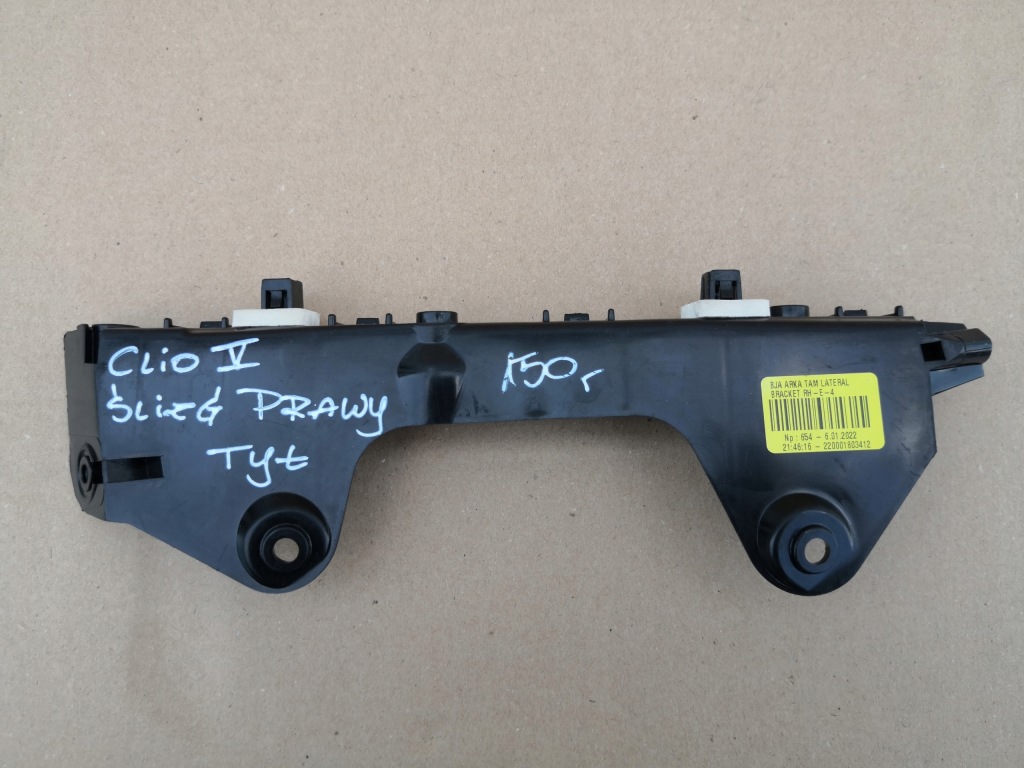 CLIO V
ŚLIZG PRAWY
TYŁ
150,-
BJA ARKA TAM LATERAL
BRACKET RH - E - 4
Np : 654 - 6.01.2022
21:46:16 - 220001603412